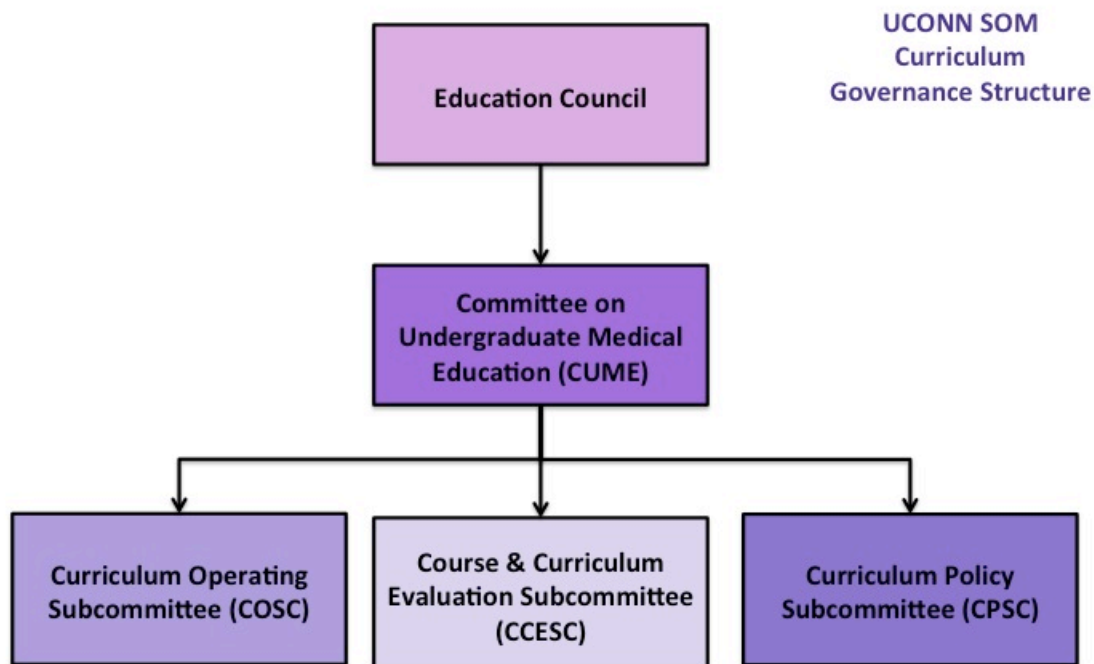 UCONN SOM
Curriculum
Governance Structure
Education Council
Committee on
Undergraduate Medical
Education (CUME)
Curriculum Operating
Subcommittee (COSC)
Course & Curriculum
Evaluation Subcommittee
(CCESC)
Curriculum Policy
Subcommittee (CPSC)